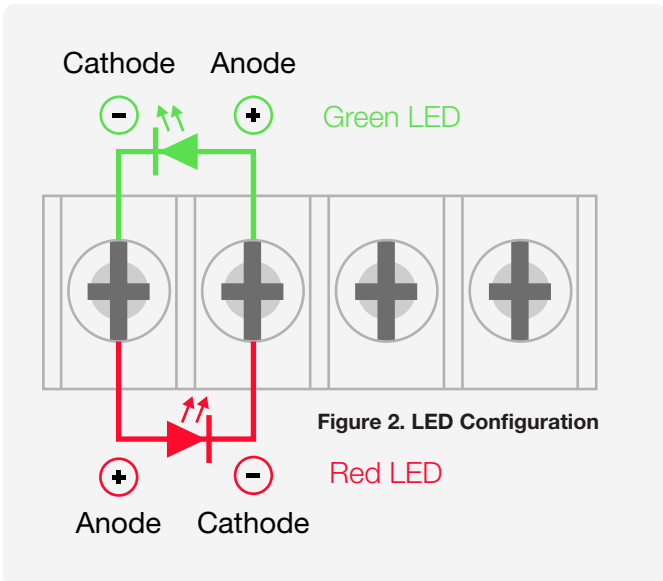 Cathode Anode
− +
Green LED
Figure 2. LED Configuration
+ −
Red LED
Anode Cathode